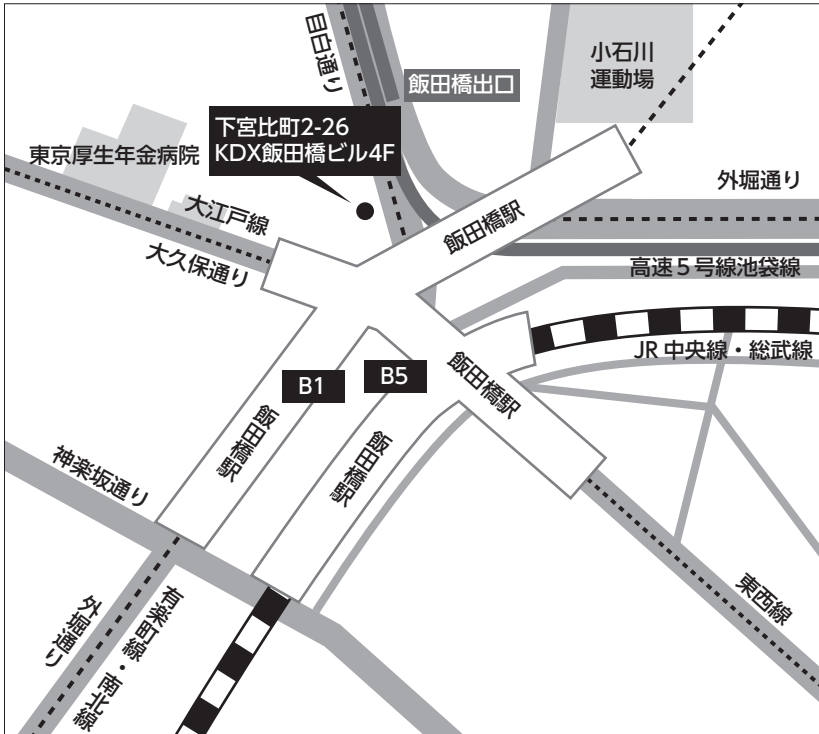 目白通り
飯田橋出口
小石川
運動場
下宮比町2-26
KDX飯田橋ビル4F
東京厚生年金病院
大江戸線
大久保通り
飯田橋駅
外堀通り
高速5号線池袋線
JR 中央線・総武線
B1
B5
飯田橋駅
飯田橋駅
飯田橋駅
神楽坂通り
外堀通り
有楽町線・南北線
東西線